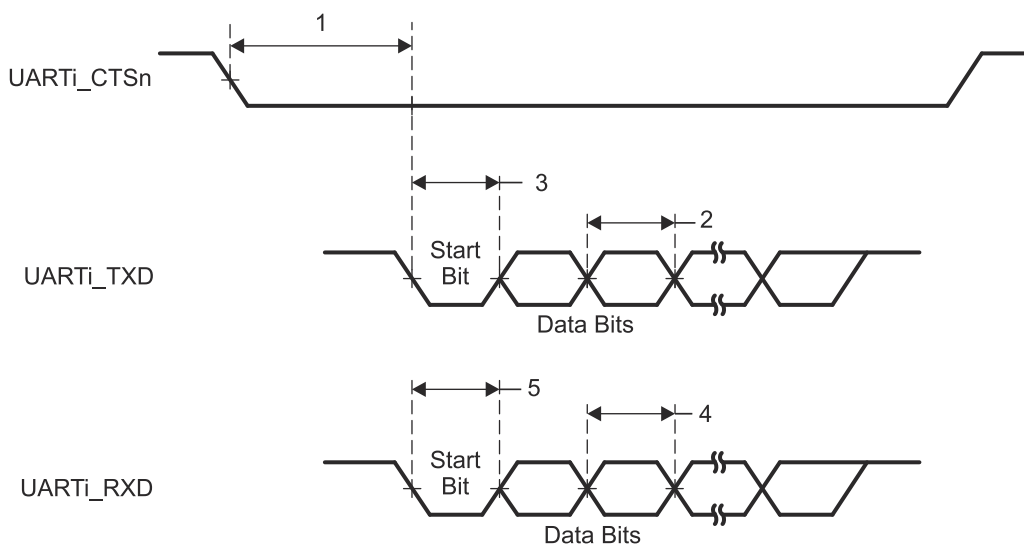 1
UARTi_CTSn
3
2
UARTi_TXD
Start
Bit
Data Bits
5
4
UARTi_RXD
Start
Bit
Data Bits